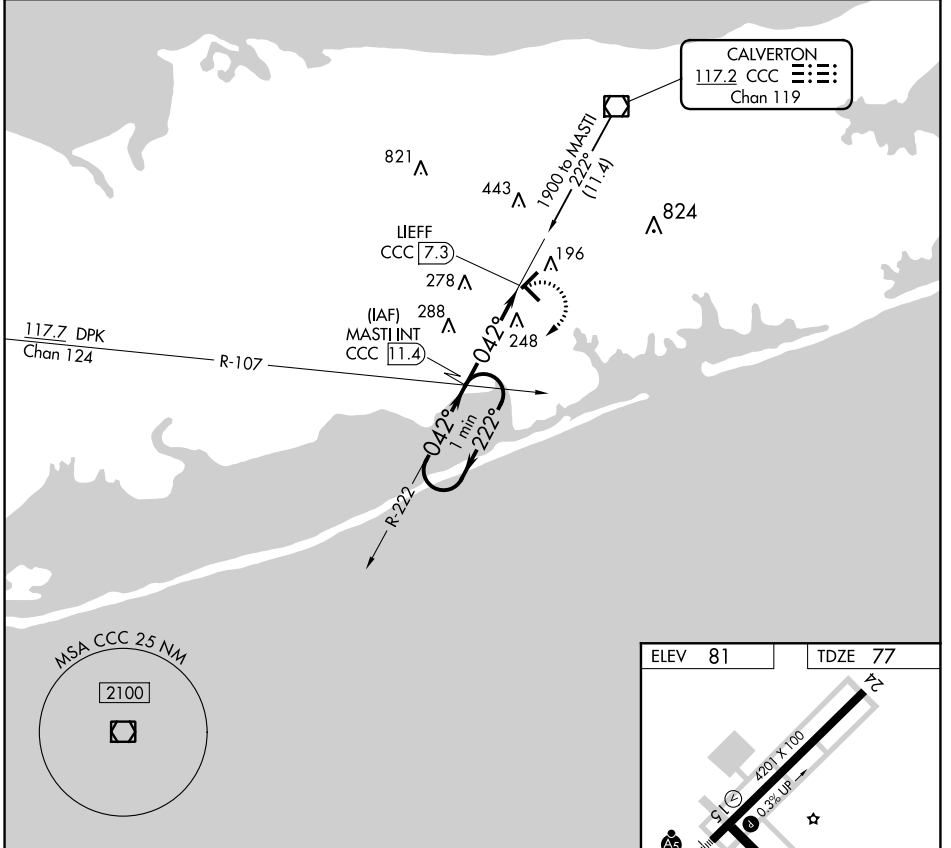 CALVERTON
117.2 CCC
Chan 119
1900 to MASTI
222°
(11.4)
821
443
824
LIEFF
CCC 7.3
196
278
(IAF)
MASTI INT
CCC 11.4
288
248
042°
117.7 DPK
Chan 124
R-107
042°
1 min
222°
R-222
MSA CCC 25 NM
2100
ELEV 81
TDZE 77
24
4201 X 100
0.3% UP
15
V
P
A5